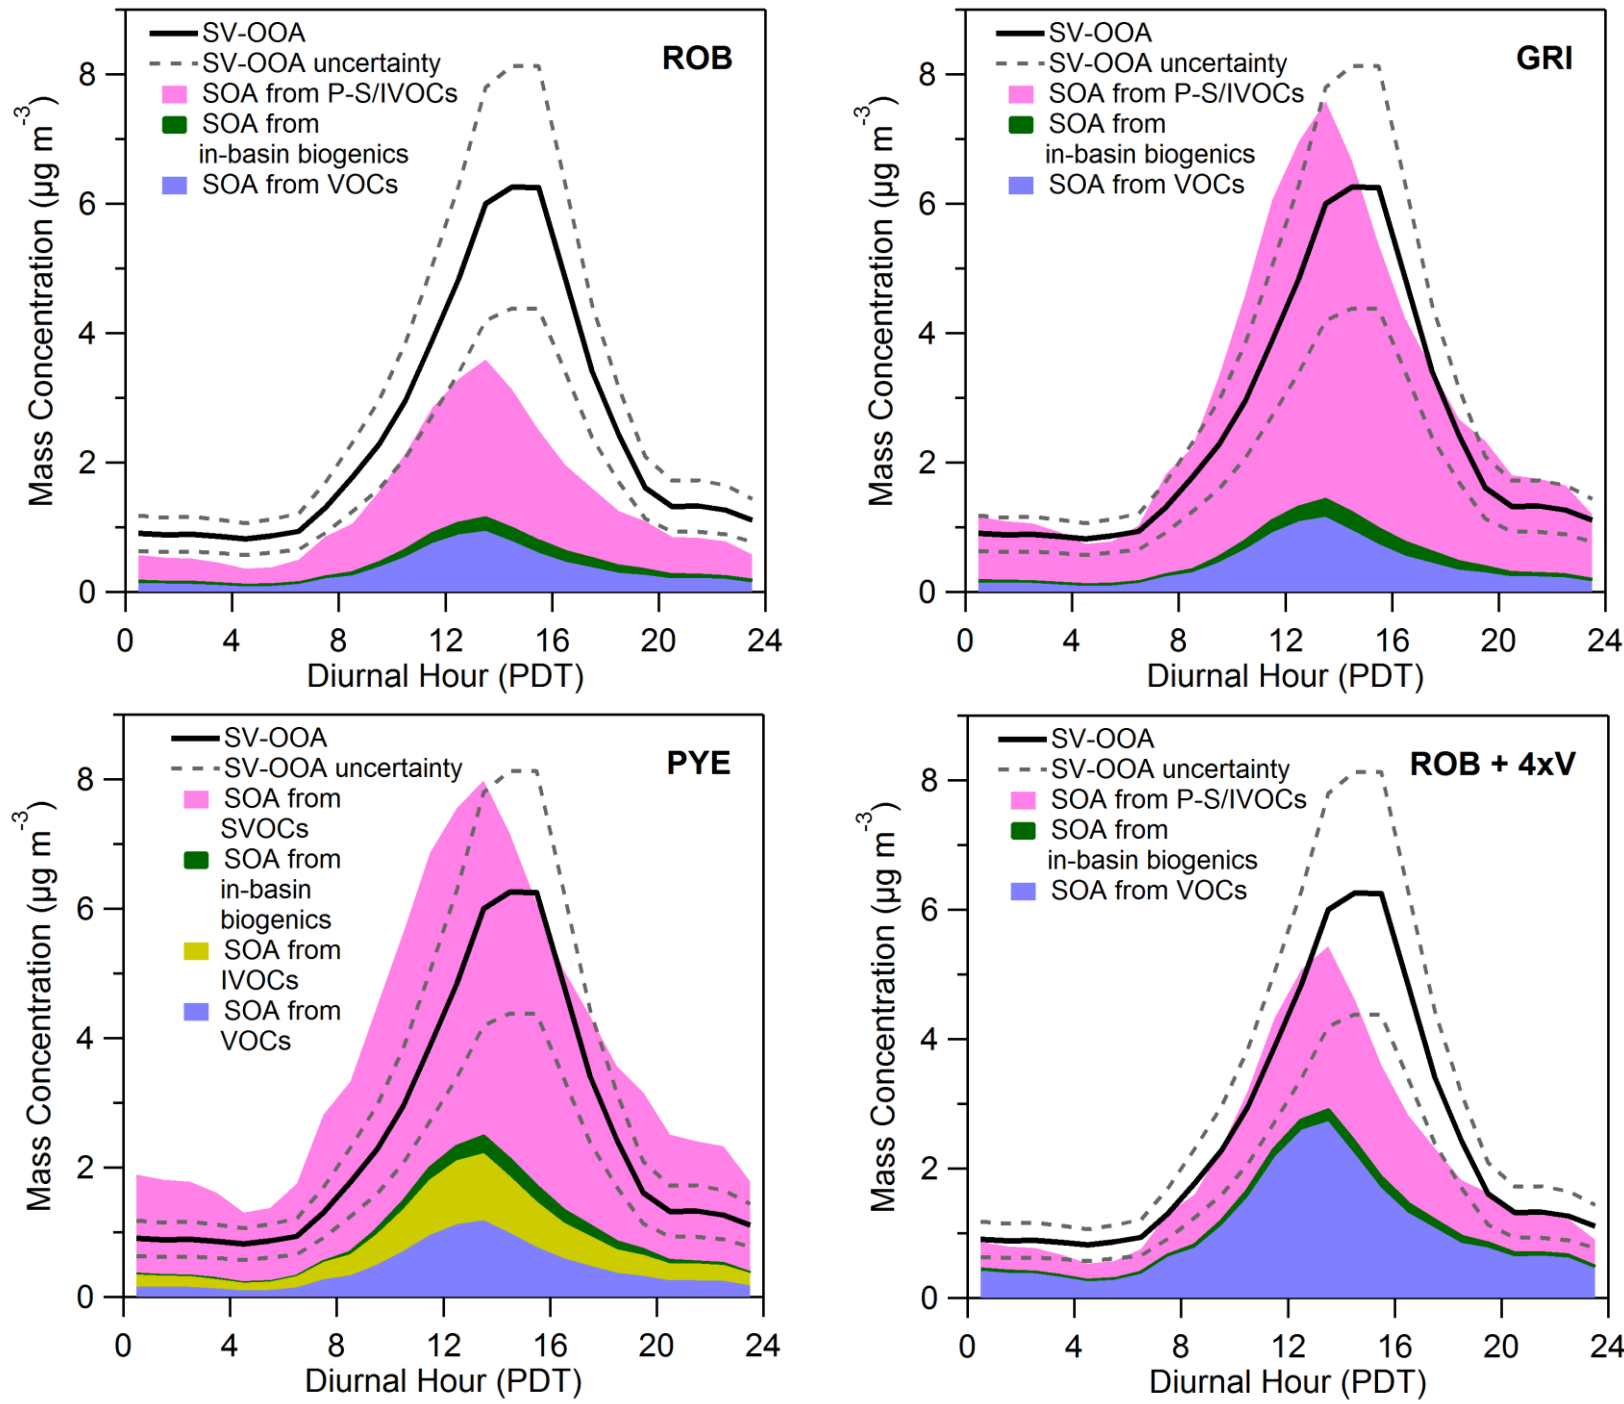 SV-OOA
SV-OOA uncertainty
SOA from P-S/IVOCs
SOA from
in-basin biogenics
SOA from VOCs
ROB
8
6
4
2
0
Mass Concentration (µg m-3)
0 4 8 12 16 20 24
Diurnal Hour (PDT)
SV-OOA
SV-OOA uncertainty
SOA from P-S/IVOCs
SOA from
in-basin biogenics
SOA from VOCs
GRI
8
6
4
2
0
Mass Concentration (µg m-3)
0 4 8 12 16 20 24
Diurnal Hour (PDT)
SV-OOA
SV-OOA uncertainty
SOA from
SVOCs
SOA from
in-basin
biogenics
SOA from
IVOCs
SOA from
VOCs
PYE
8
6
4
2
0
Mass Concentration (µg m-3)
0 4 8 12 16 20 24
Diurnal Hour (PDT)
SV-OOA
SV-OOA uncertainty
SOA from P-S/IVOCs
SOA from
in-basin biogenics
SOA from VOCs
ROB + 4xV
8
6
4
2
0
Mass Concentration (µg m-3)
0 4 8 12 16 20 24
Diurnal Hour (PDT)